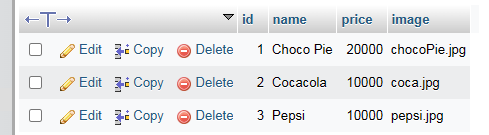 id name price image
Edit Copy Delete 1 Choco Pie 20000 chocoPie.jpg
Edit Copy Delete 2 Cocacola 10000 coca.jpg
Edit Copy Delete 3 Pepsi 10000 pepsi.jpg